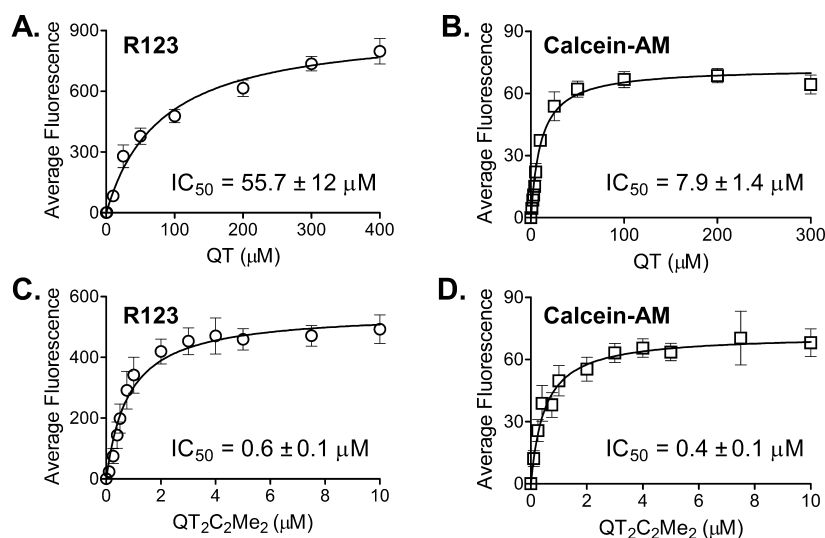 A.
R123
Average Fluorescence
900
600
300
0
IC50 = 55.7 ± 12 μM
0 100 200 300 400
QT (μM)
B.
Calcein-AM
Average Fluorescence
90
60
30
0
IC50 = 7.9 ± 1.4 μM
0 100 200 300
QT (μM)
C.
R123
Average Fluorescence
600
400
200
0
IC50 = 0.6 ± 0.1 μM
0 2 4 6 8 10
QT2C2Me2 (μM)
D.
Calcein-AM
Average Fluorescence
90
60
30
0
IC50 = 0.4 ± 0.1 μM
0 2 4 6 8 10
QT2C2Me2 (μM)